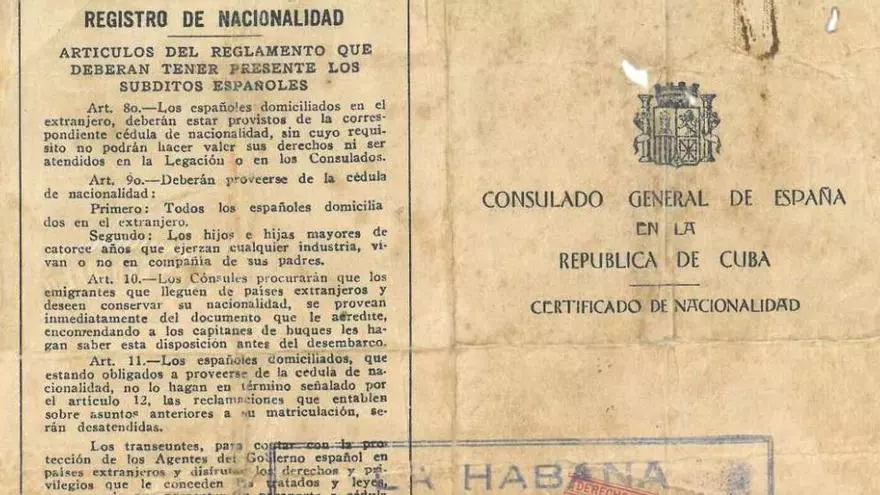 REGISTRO DE NACIONALIDAD
ARTICULOS DEL REGLAMENTO QUE
DEBERAN TENER PRESENTE LOS
SUBDITOS ESPAÑOLES
Art. 8o.—Los españoles domiciliados en el
extranjero, deberán estar provistos de la corres-
pondiente cédula de nacionalidad, sin cuyo requi-
sito no podrán hacer valer sus derechos ni ser
atendidos en la Legación o en los Consulados.
Art. 9o.—Deberán proveerse de la cédula
de nacionalidad:
Primero: Todos los españoles domicilia
dos en el extranjero.
Segundo: Los hijos e hijas mayores de
catorce años que ejerzan cualquier industria, vi-
van o no en compañía de sus padres.
Art. 10.—Los Cónsules procurarán que los
emigrantes que lleguen de países extranjeros y
deseen conservar su nacionalidad, se provean
inmediatamente del documento que le acredite,
encomendando a los capitanes de buques les ha-
gan saber esta disposición antes del desembarco.
Art. 11.—Los españoles domiciliados, que
estando obligados a proveerse de la cédula de na-
cionalidad, no lo hagan en término señalado por
el artículo 12, las reclamaciones que entablen
sobre asuntos anteriores a su matriculación, se-
rán desatendidas.
Los transeuntes, para contar con la pro
tección de los Agentes del Gobierno español en
países extranjeros y disfrutar los derechos y pri-
vilegios que le conceden los tratados y leyes,
CONSULADO GENERAL DE ESPAÑA
EN LA
REPUBLICA DE CUBA
CERTIFICADO DE NACIONALIDAD
LA HABANA
DERECHO